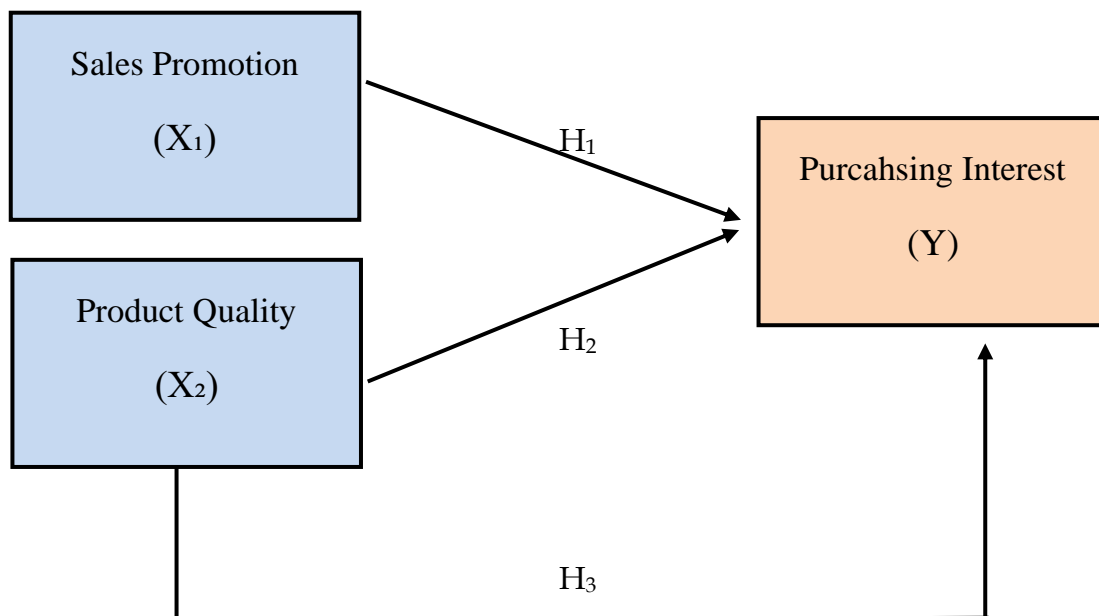 Sales Promotion
(X₁)
H₁
Purcahsing Interest
(Y)
Product Quality
(X₂)
H₂
H₃